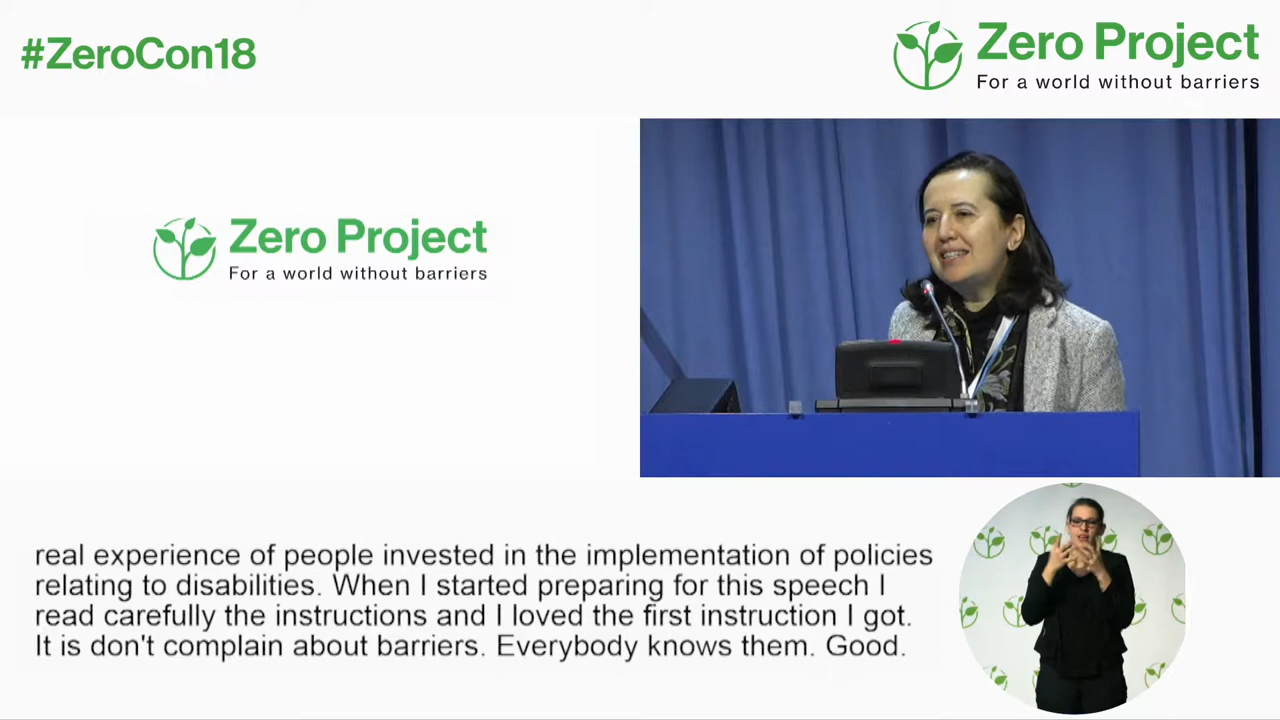 #ZeroCon18
Zero Project
For a world without barriers
Zero Project
For a world without barriers
real experience of people invested in the implementation of policies
relating to disabilities. When I started preparing for this speech I
read carefully the instructions and I loved the first instruction I got.
It is don't complain about barriers. Everybody knows them. Good.